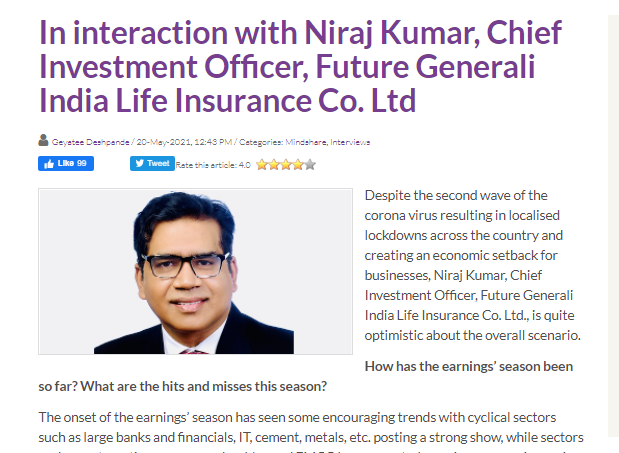 In interaction with Niraj Kumar, Chief
Investment Officer, Future Generali
India Life Insurance Co. Ltd
Geyatee Deshpande / 20-May-2021, 12:43 PM / Categories: Mindshare, Interviews
Like 99 Tweet Rate this article: 4.0
Despite the second wave of the
corona virus resulting in localised
lockdowns across the country and
creating an economic setback for
businesses, Niraj Kumar, Chief
Investment Officer, Future Generali
India Life Insurance Co. Ltd., is quite
optimistic about the overall scenario.
How has the earnings’ season been
so far? What are the hits and misses this season?
The onset of the earnings’ season has seen some encouraging trends with cyclical sectors
such as large banks and financials, IT, cement, metals, etc. posting a strong show, while sectors